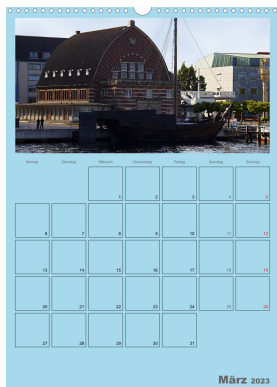 Montag Dienstag Mittwoch Donnerstag Freitag Samstag Sonntag
1 2 3 4 5
6 7 8 9 10 11 12
13 14 15 16 17 18 19
20 21 22 23 24 25 26
27 28 29 30 31
März 2023